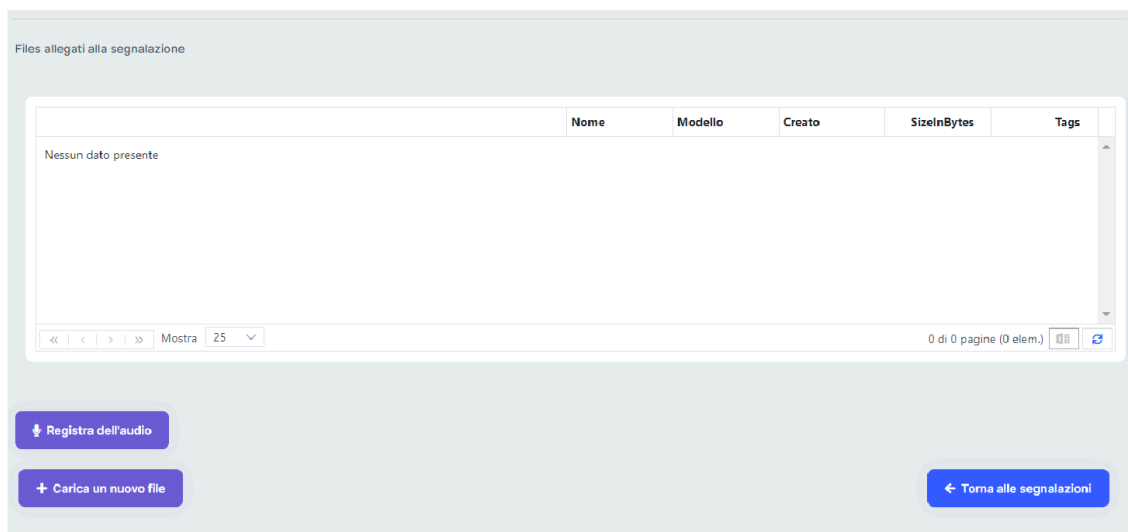 Files allegati alla segnalazione
Nome Modello Creato SizeInBytes Tags
Nessun dato presente
Mostra 25 0 di 0 pagine (0 elem.)
Registra dell'audio
Carica un nuovo file Torna alle segnalazioni